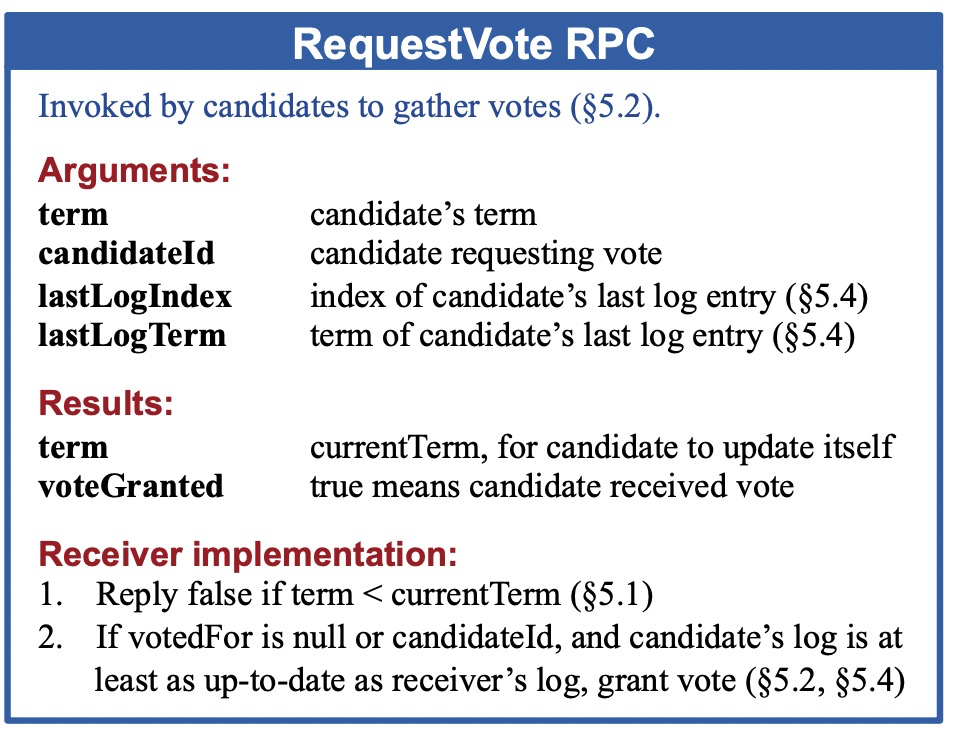 RequestVote RPC
Invoked by candidates to gather votes (§5.2).
Arguments:
term candidate’s term
candidateId candidate requesting vote
lastLogIndex index of candidate’s last log entry (§5.4)
lastLogTerm term of candidate’s last log entry (§5.4)
Results:
term currentTerm, for candidate to update itself
voteGranted true means candidate received vote
Receiver implementation:
1. Reply false if term < currentTerm (§5.1)
2. If votedFor is null or candidateId, and candidate’s log is at
least as up-to-date as receiver’s log, grant vote (§5.2, §5.4)